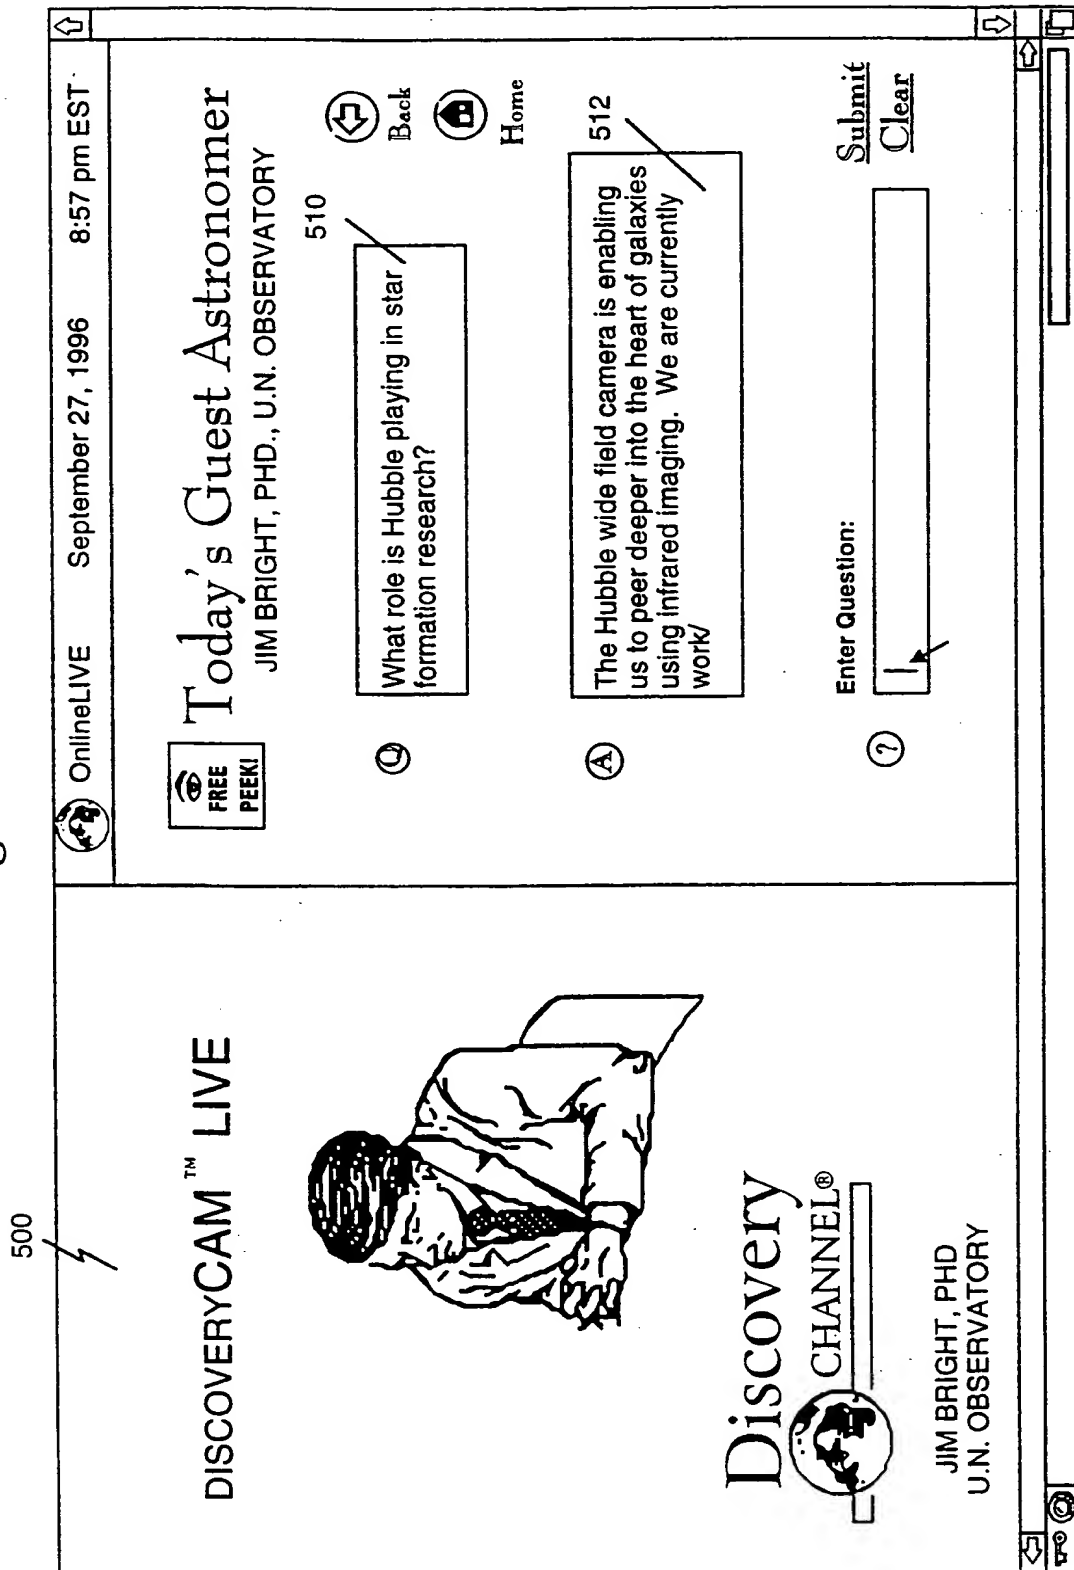 500
DISCOVERYCAM™ LIVE
Discovery
CHANNEL®
JIM BRIGHT, PHD
U.N. OBSERVATORY
OnlineLIVE September 27, 1996 8:57 pm EST
FREE
PEEK!
Today's Guest Astronomer
JIM BRIGHT, PHD., U.N. OBSERVATORY
510
Q
What role is Hubble playing in star
formation research?
Back
Home
512
A
The Hubble wide field camera is enabling
us to peer deeper into the heart of galaxies
using infrared imaging. We are currently
work/
?
Enter Question:
Submit
Clear